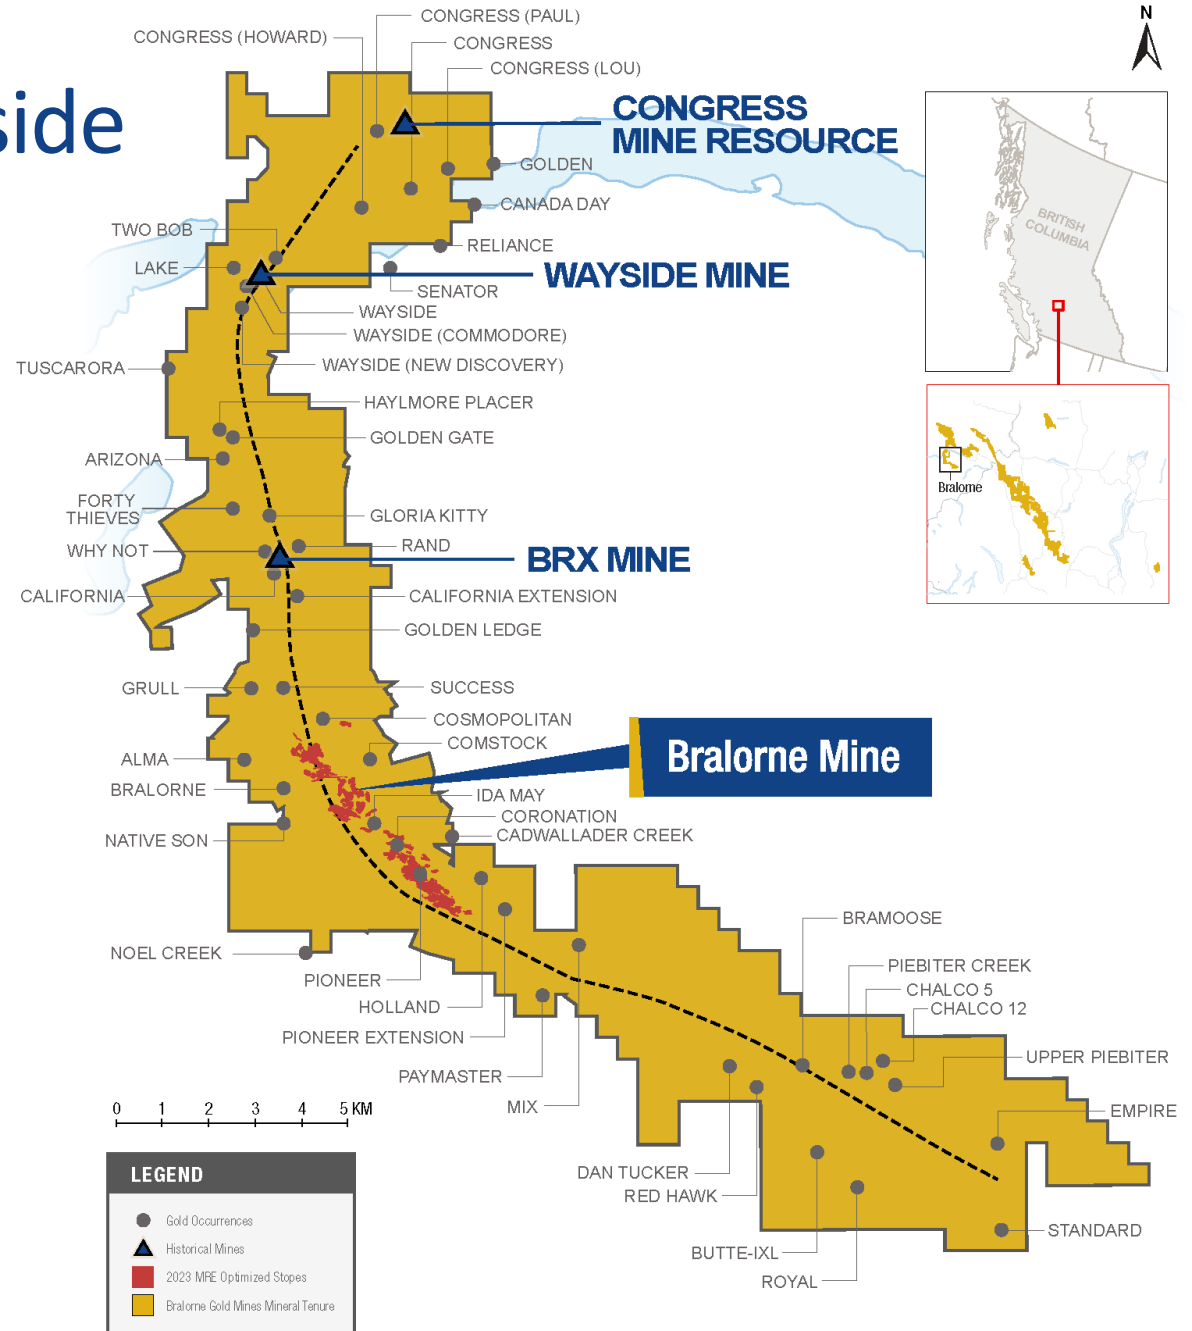 side
N
CONGRESS (PAUL)
CONGRESS (HOWARD)
CONGRESS
CONGRESS (LOU)
CONGRESS
MINE RESOURCE
GOLDEN
CANADA DAY
TWO BOB
RELIANCE
LAKE
WAYSIDE MINE
SENATOR
WAYSIDE
WAYSIDE (COMMODORE)
WAYSIDE (NEW DISCOVERY)
TUSCARORA
HAYLMORE PLACER
GOLDEN GATE
ARIZONA
FORTY
THIEVES
GLORIA KITTY
WHY NOT
RAND
BRX MINE
CALIFORNIA
CALIFORNIA EXTENSION
GOLDEN LEDGE
GRULL
SUCCESS
COSMOPOLITAN
COMSTOCK
Bralorne Mine
ALMA
BRALORNE
IDA MAY
CORONATION
CADWALLADER CREEK
NATIVE SON
BRAMOOSE
NOEL CREEK
PIONEER
HOLLAND
PIONEER EXTENSION
PAYMASTER
MIX
PIEBITER CREEK
CHALCO 5
CHALCO 12
UPPER PIEBITER
EMPIRE
DAN TUCKER
RED HAWK
BUTTE-IXL
ROYAL
STANDARD
BRITISH
COLUMBIA
Bralorne
0 1 2 3 4 5 KM
LEGEND
Gold Occurrences
Historical Mines
2023 MRE Optimized Stopes
Bralorne Gold Mines Mineral Tenure